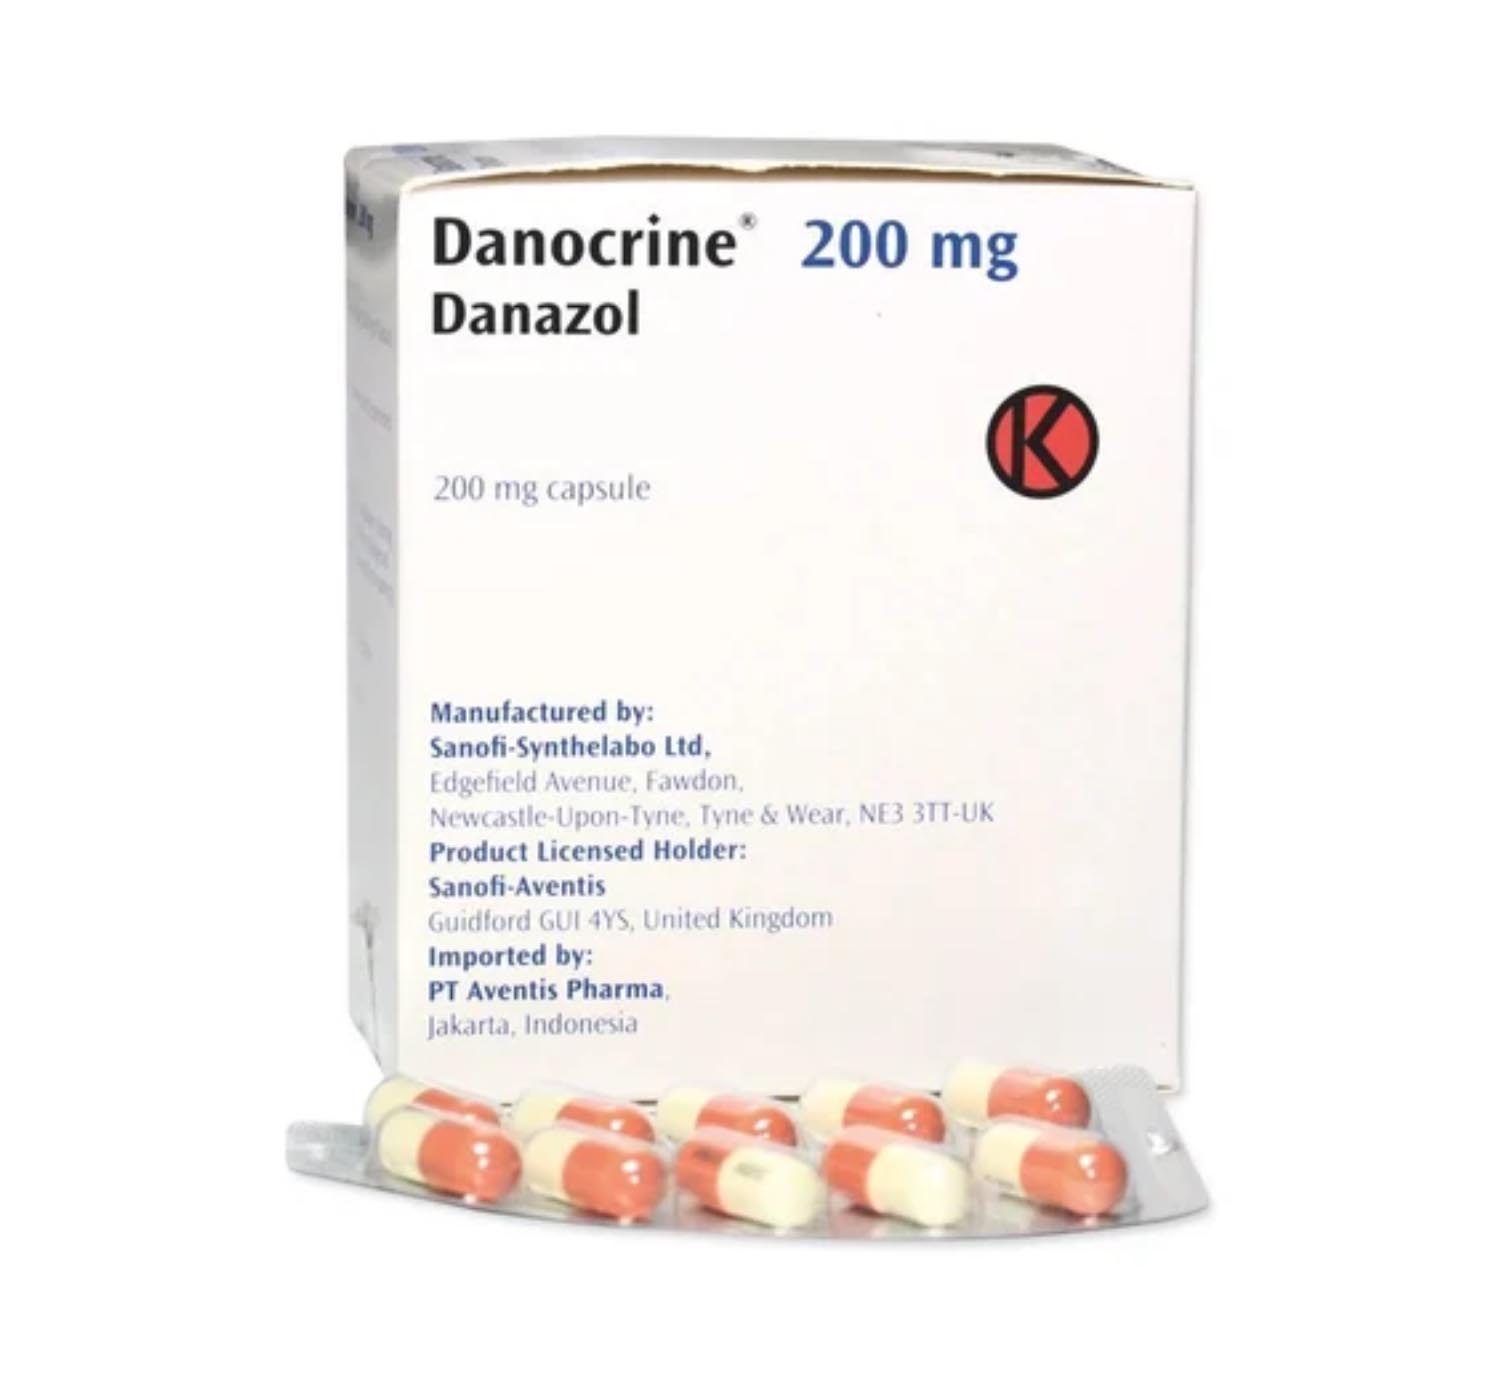 Danocrine® 200 mg
Danazol
K
200 mg capsule
Manufactured by:
Sanofi-Synthelabo Ltd,
Edgefield Avenue, Fawdon,
Newcastle-Upon-Tyne, Tyne & Wear, NE3 3TT-UK
Product Licensed Holder:
Sanofi-Aventis
Guidford GUI 4YS, United Kingdom
Imported by:
PT Aventis Pharma,
Jakarta, Indonesia